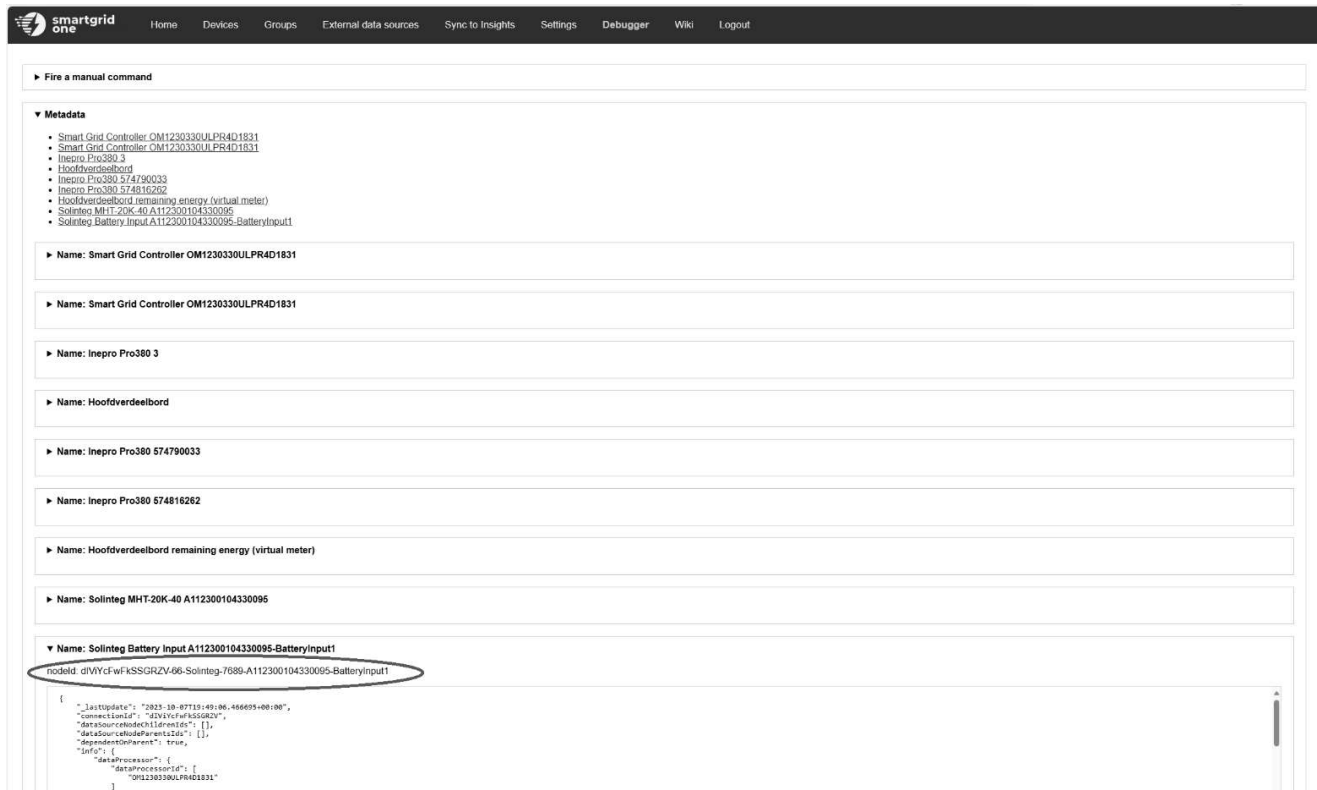 smartgrid one Home Devices Groups External data sources Sync to Insights Settings Debugger Wiki Logout
Fire a manual command
Metadata
Smart Grid Controller OM1230330ULPR4D1831
Smart Grid Controller OM1230330ULPR4D1831
Inepro Pro380 3
Hoofdverdeelbord
Inepro Pro380 574790033
Inepro Pro380 574816262
Hoofdverdeelbord remaining energy (virtual meter)
Solinteg MHT-20K-40 A112300104330095
Solinteg Battery Input A112300104330095-BatteryInput1
Name: Smart Grid Controller OM1230330ULPR4D1831
Name: Smart Grid Controller OM1230330ULPR4D1831
Name: Inepro Pro380 3
Name: Hoofdverdeelbord
Name: Inepro Pro380 574790033
Name: Inepro Pro380 574816262
Name: Hoofdverdeelbord remaining energy (virtual meter)
Name: Solinteg MHT-20K-40 A112300104330095
Name: Solinteg Battery Input A112300104330095-BatteryInput1
nodeId: dIViYcFwFkSSGRZV-66-Solinteg-7689-A112300104330095-BatteryInput1
{
"_lastUpdate": "2023-10-07T19:49:06.466695+00:00",
"connectionId": "dIViYcFwFkSSGRZV",
"dataSourceNodeChildrenIds": [],
"dataSourceNodeParentsIds": [],
"dependentOnParent": true,
"info": {
"dataProcessor": {
"dataProcessorId": [
"OM1230330ULPR4D1831"
]